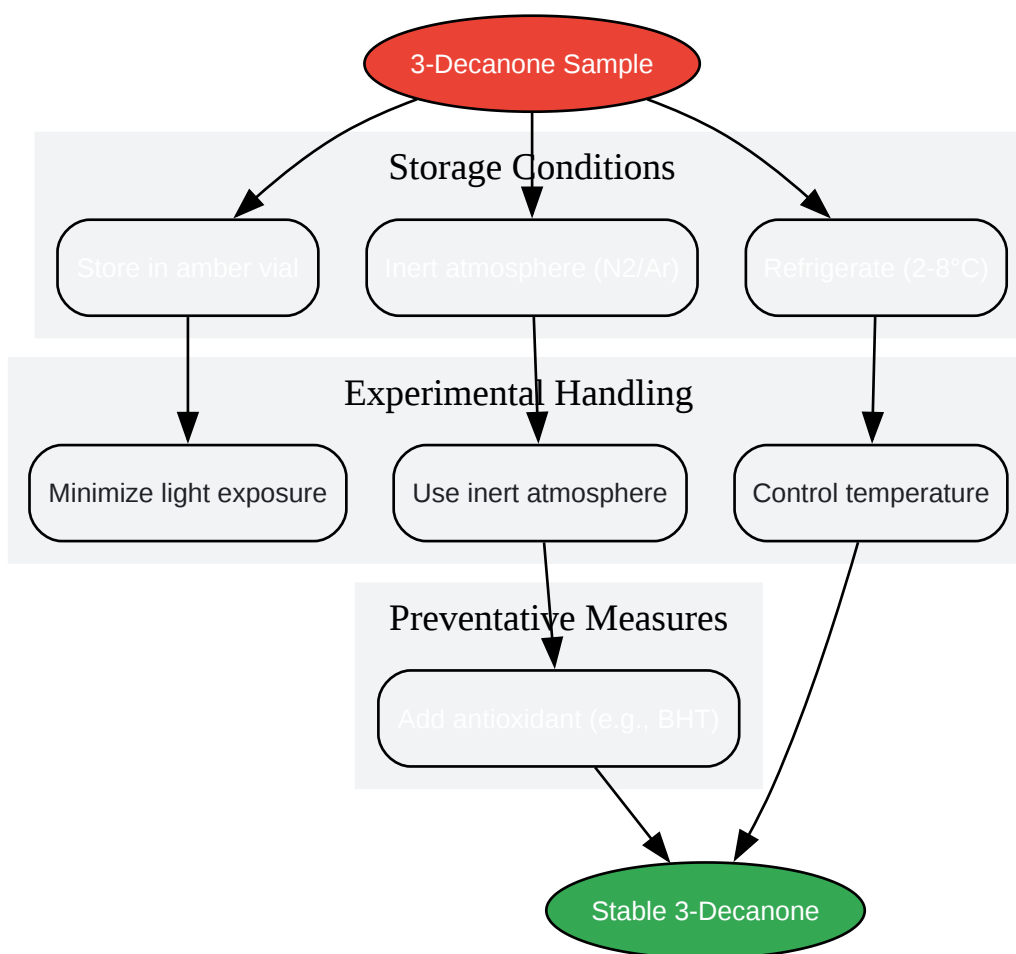 3-Decanone Sample
Storage Conditions
Store in amber vial
Inert atmosphere (N2/Ar)
Refrigerate (2-8°C)
Experimental Handling
Minimize light exposure
Use inert atmosphere
Control temperature
Preventative Measures
Add antioxidant (e.g., BHT)
Stable 3-Decanone